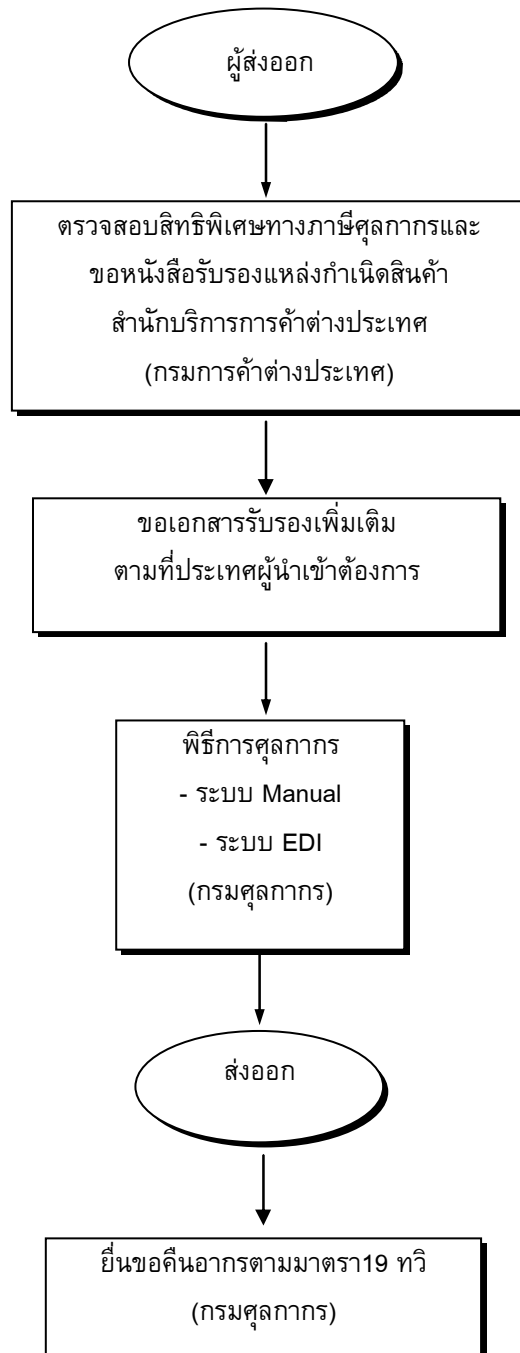 ผู้ส่งออก
ตรวจสอบสิทธิพิเศษทางภาษีศุลกากรและ
ขอหนังสือรับรองแหล่งกำเนิดสินค้า
สำนักบริการการค้าต่างประเทศ
(กรมการค้าต่างประเทศ)
ขอเอกสารรับรองเพิ่มเติม
ตามที่ประเทศผู้นำเข้าต้องการ
พิธีการศุลกากร
- ระบบ Manual
- ระบบ EDI
(กรมศุลกากร)
ส่งออก
ยื่นขอคืนอากรตามมาตรา19 ทวิ
(กรมศุลกากร)